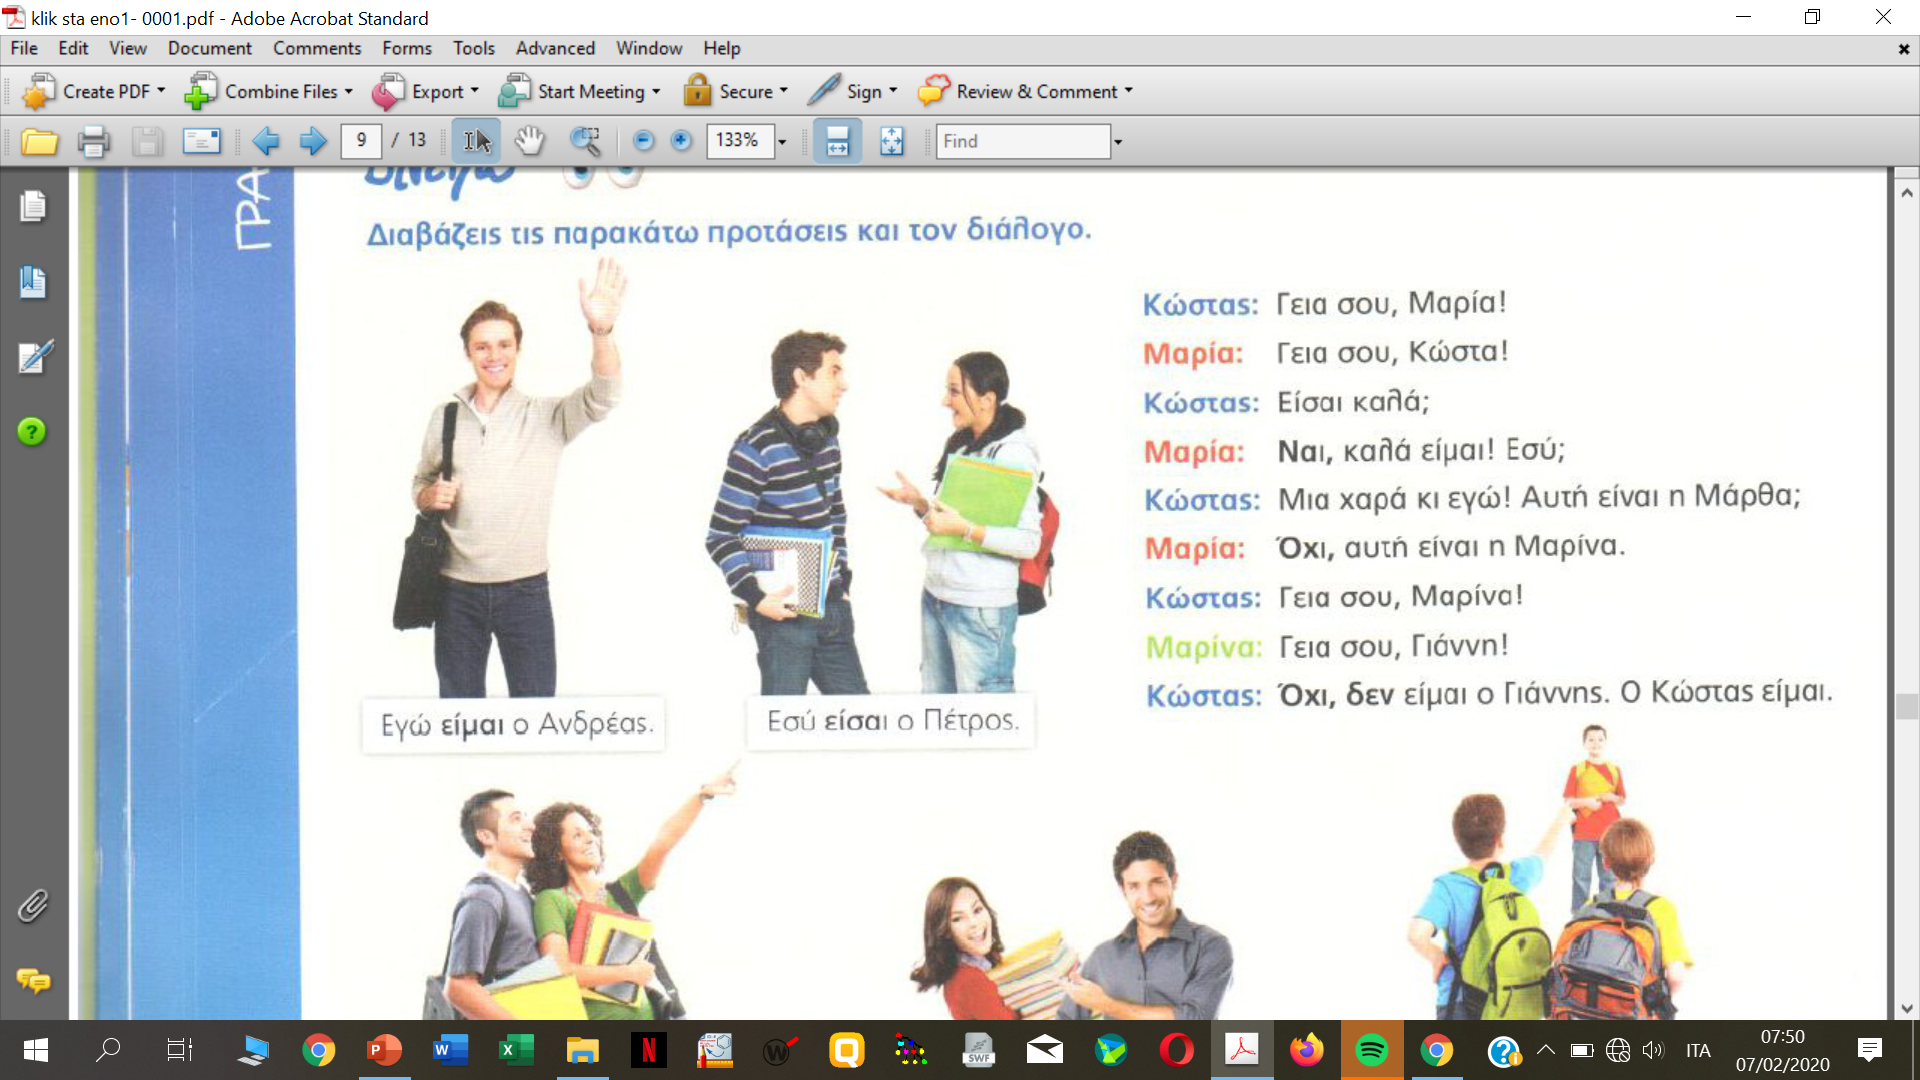 klik sta eno1- 0001.pdf - Adobe Acrobat Standard
File Edit View Document Comments Forms Tools Advanced Window Help
Create PDF Combine Files Export Start Meeting Secure Sign Review & Comment
9 / 13 133% Find
ΓΡΑ
Διαβάζεις τις παρακάτω προτάσεις και τον διάλογο.
Κώστας: Γεια σου, Μαρία!
Μαρία: Γεια σου, Κώστα!
Κώστας: Είσαι καλά;
Μαρία: Ναι, καλά είμαι! Εσύ;
Κώστας: Μια χαρά κι εγώ! Αυτή είναι η Μάρθα;
Μαρία: Όχι, αυτή είναι η Μαρίνα.
Κώστας: Γεια σου, Μαρίνα!
Μαρίνα: Γεια σου, Γιάννη!
Κώστας: Όχι, δεν είμαι ο Γιάννης. Ο Κώστας είμαι.
Εγώ είμαι ο Ανδρέας.
Εσύ είσαι ο Πέτρος.
SWF
ITA
07:50
07/02/2020